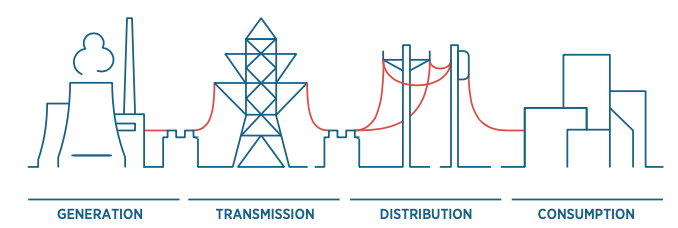 GENERATION
TRANSMISSION
DISTRIBUTION
CONSUMPTION